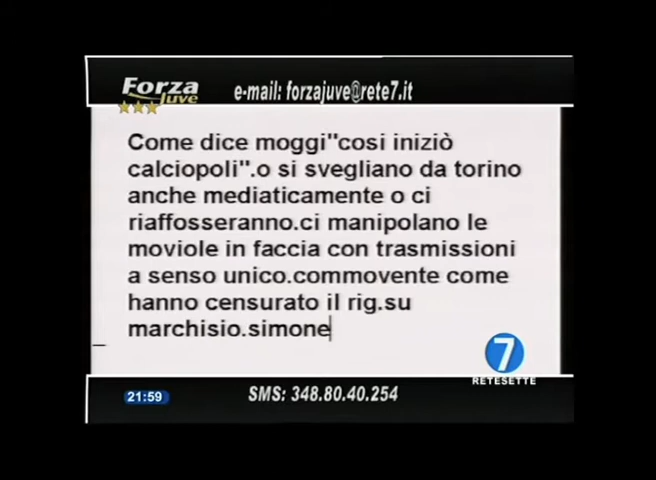 Forza
Juve
e-mail: forzajuve@rete7.it
Come dice moggi"cosi iniziò
calciopoli".o si svegliano da torino
anche mediaticamente o ci
riaffosseranno.ci manipolano le
moviole in faccia con trasmissioni
a senso unico.commovente come
hanno censurato il rig.su
marchisio.simone
7
RETESETTE
21:59
SMS: 348.80.40.254